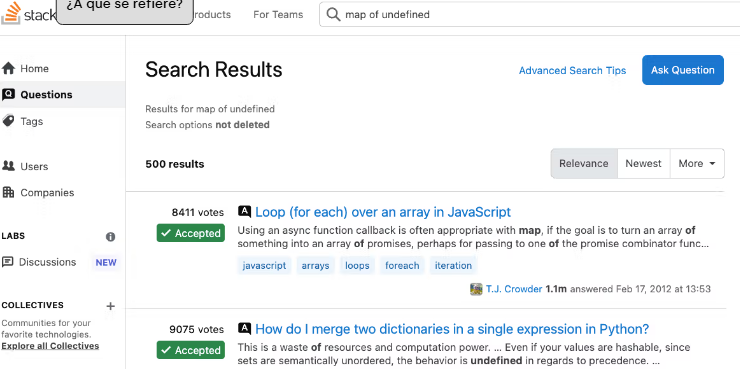 ¿A qué se refiere?
stack
roducts
For Teams
map of undefined
Home
Questions
Tags
Users
Companies
LABS
Discussions NEW
COLLECTIVES +
Communities for your
favorite technologies.
Explore all Collectives
Search Results
Advanced Search Tips
Ask Question
Results for map of undefined
Search options not deleted
500 results
Relevance Newest More
8411 votes
Accepted
Loop (for each) over an array in JavaScript
Using an async function callback is often appropriate with map, if the goal is to turn an array of
something into an array of promises, perhaps for passing to one of the promise combinator func...
javascript arrays loops foreach iteration
T.J. Crowder 1.1m answered Feb 17, 2012 at 13:53
9075 votes
Accepted
How do I merge two dictionaries in a single expression in Python?
This is a waste of resources and computation power. ... Even if your values are hashable, since
sets are semantically unordered, the behavior is undefined in regards to precedence. ...